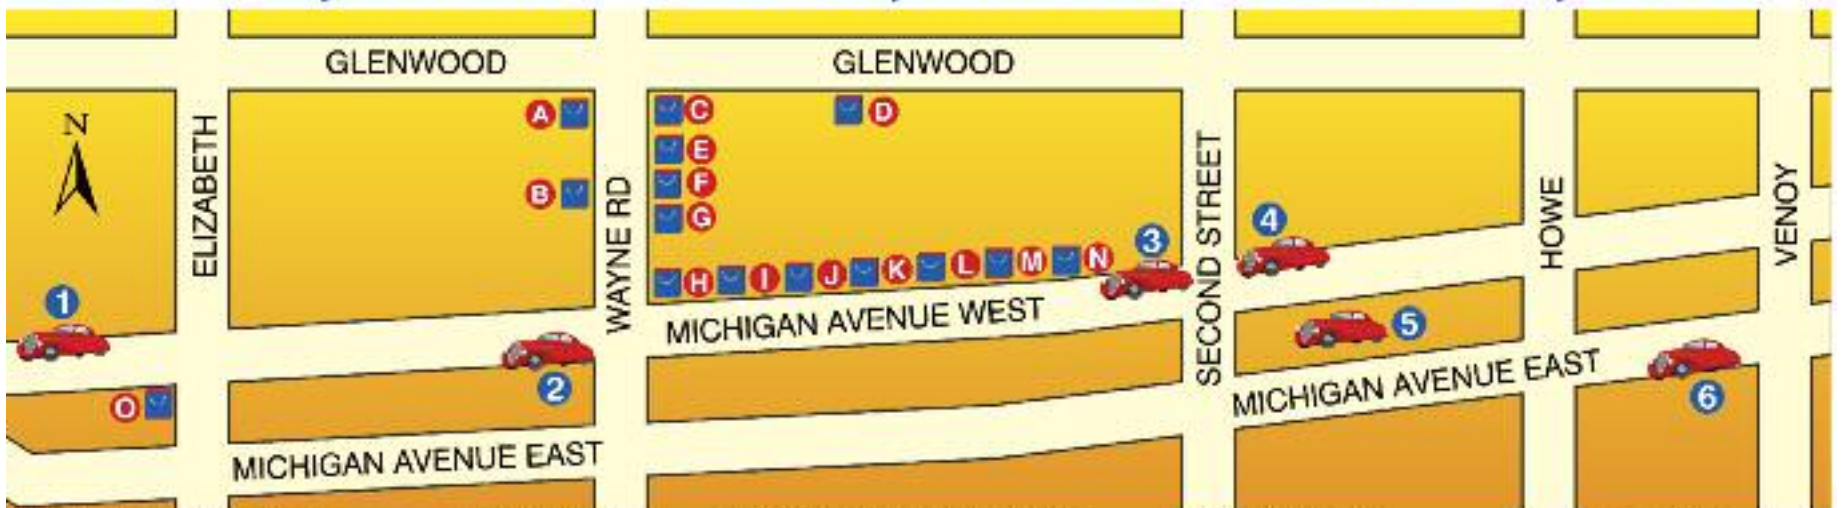 GLENWOOD
GLENWOOD
N
A
C
D
E
B
F
G
ELIZABETH
WAYNE RD
SECOND STREET
HOWE
VENOY
1
3
4
H I J K L M N
MICHIGAN AVENUE WEST
5
2
O
6
MICHIGAN AVENUE EAST
MICHIGAN AVENUE EAST